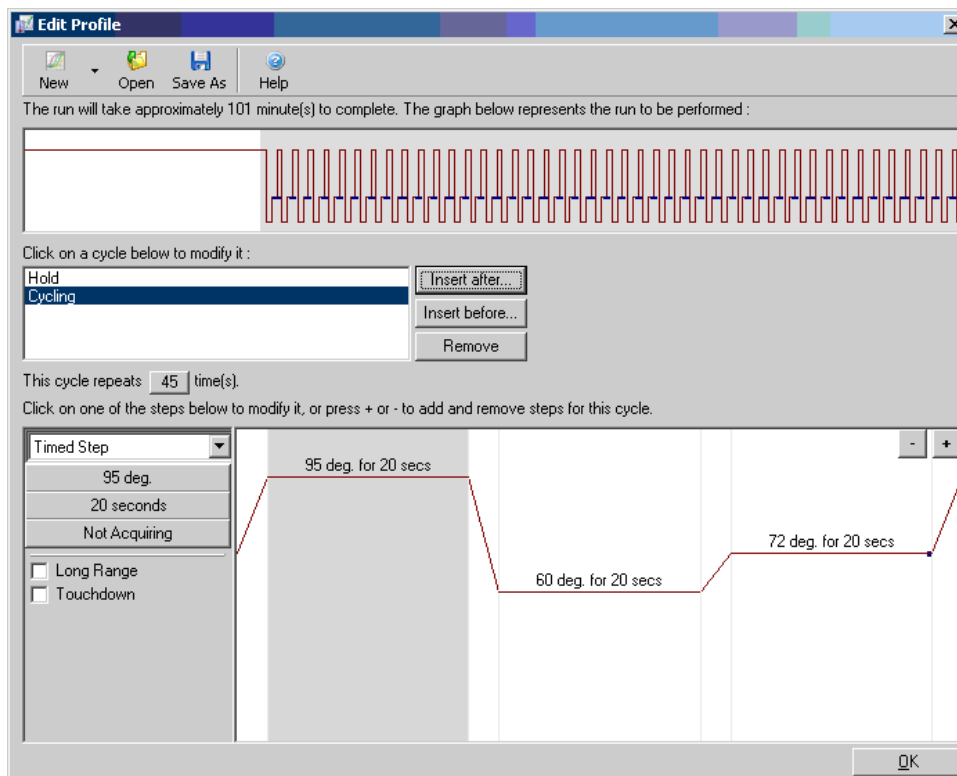 Edit Profile
New Open Save As Help
The run will take approximately 101 minute(s) to complete. The graph below represents the run to be performed :
Click on a cycle below to modify it :
Hold
Cycling
Insert after...
Insert before...
Remove
This cycle repeats 45 time(s).
Click on one of the steps below to modify it, or press + or - to add and remove steps for this cycle.
Timed Step
95 deg.
20 seconds
Not Acquiring
Long Range
Touchdown
95 deg. for 20 secs
60 deg. for 20 secs
72 deg. for 20 secs
- +
OK